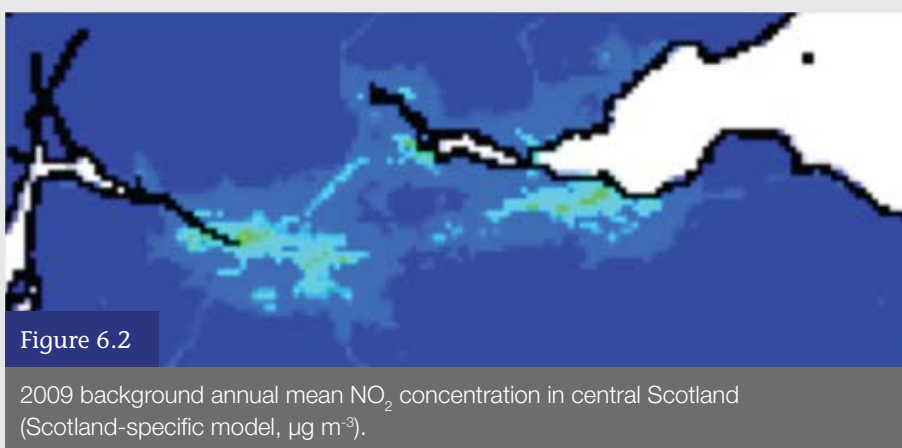 Figure 6.2
2009 background annual mean NO₂ concentration in central Scotland
(Scotland-specific model, µg m⁻³).